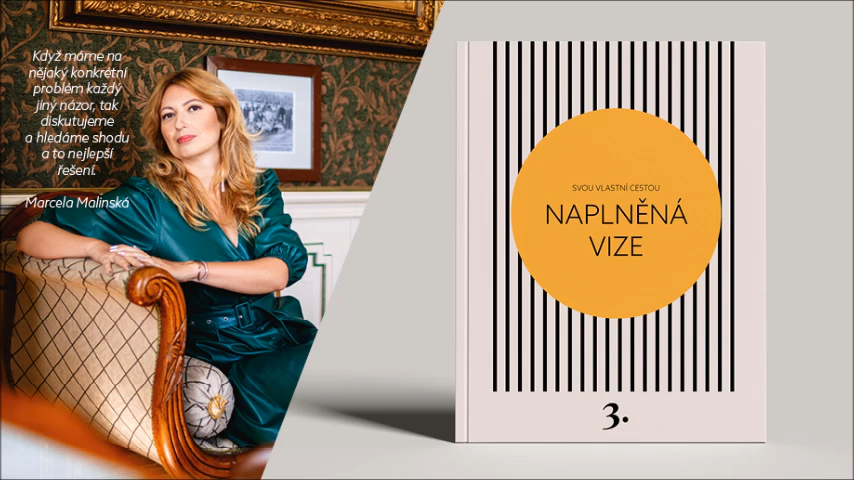 Když máme na
nějaký konkrétní
problém každý
jiný názor, tak
diskutujeme
a hledáme shodu
a to nejlepší
řešení.
Marcela Malinská
SVOU VLASTNÍ CESTOU
NAPLNĚNÁ
VIZE
3.